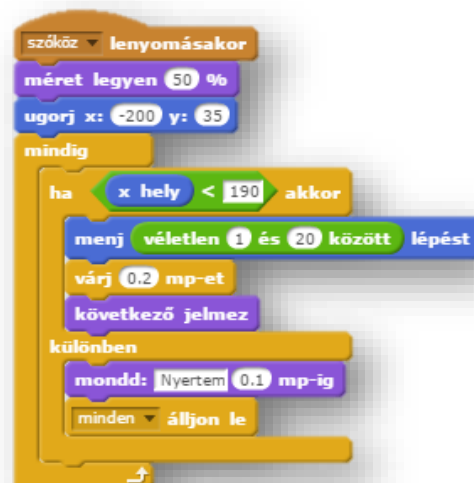 szóköz lenyomásakor
méret legyen 50 %
ugorj x: -200 y: 35
mindig
ha x hely < 190 akkor
menj véletlen 1 és 20 között lépést
várj 0.2 mp-et
következő jelmez
különben
mondd: Nyertem 0.1 mp-ig
minden álljon le